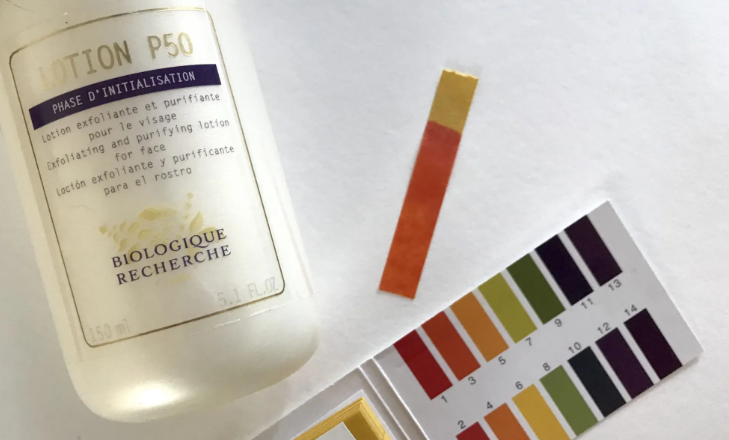 LOTION P50
PHASE D'INITIALISATION
Lotion exfoliante et purifiante
pour le visage
Exfoliating and purifying lotion
for face
Loción exfoliante y purificante
para el rostro
BIOLOGIQUE
RECHERCHE
150 ml 5.1 FL.OZ
1 3 5 7 9 11 13
2 4 6 8 10 12 14